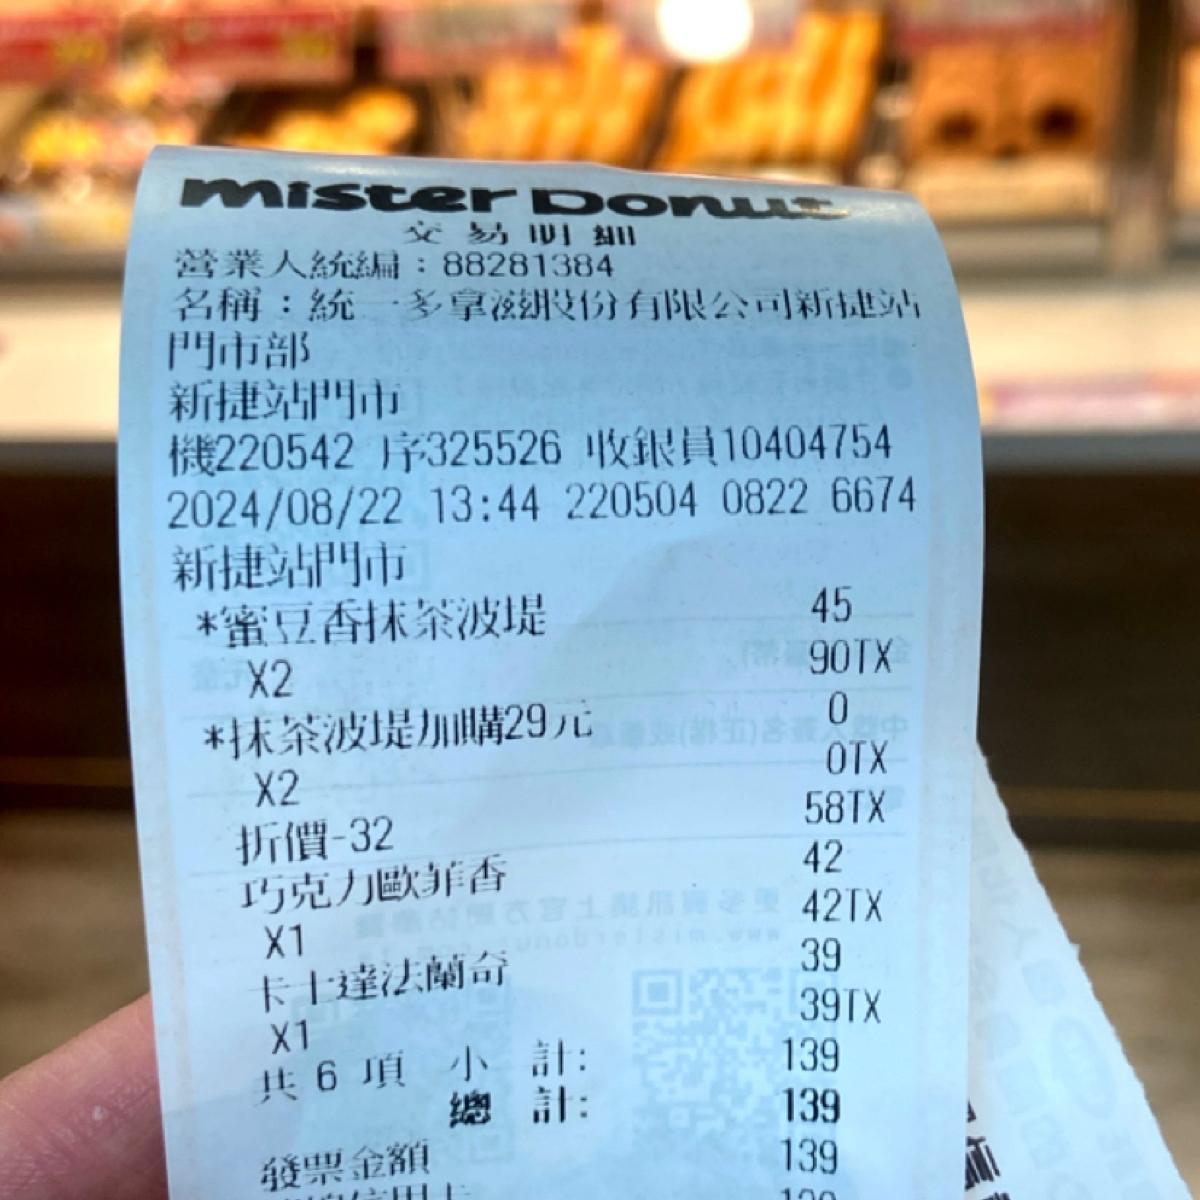 mister Donut
交易明細
營業人統編：88281384
名稱：統一多拿滋股份有限公司新捷站
門市部
新捷站門市
機220542 序325526 收銀員10404754
2024/08/22 13:44 220504 0822 6674
新捷站門市
*蜜豆香抹茶波堤 45
X2 90TX
*抹茶波堤加購29元 0
X2 0TX
折價-32 58TX
巧克力歐菲香 42
X1 42TX
卡士達法蘭奇 39
X1 39TX
共 6 項 小 計: 139
總 計: 139
發票金額 139
信用卡